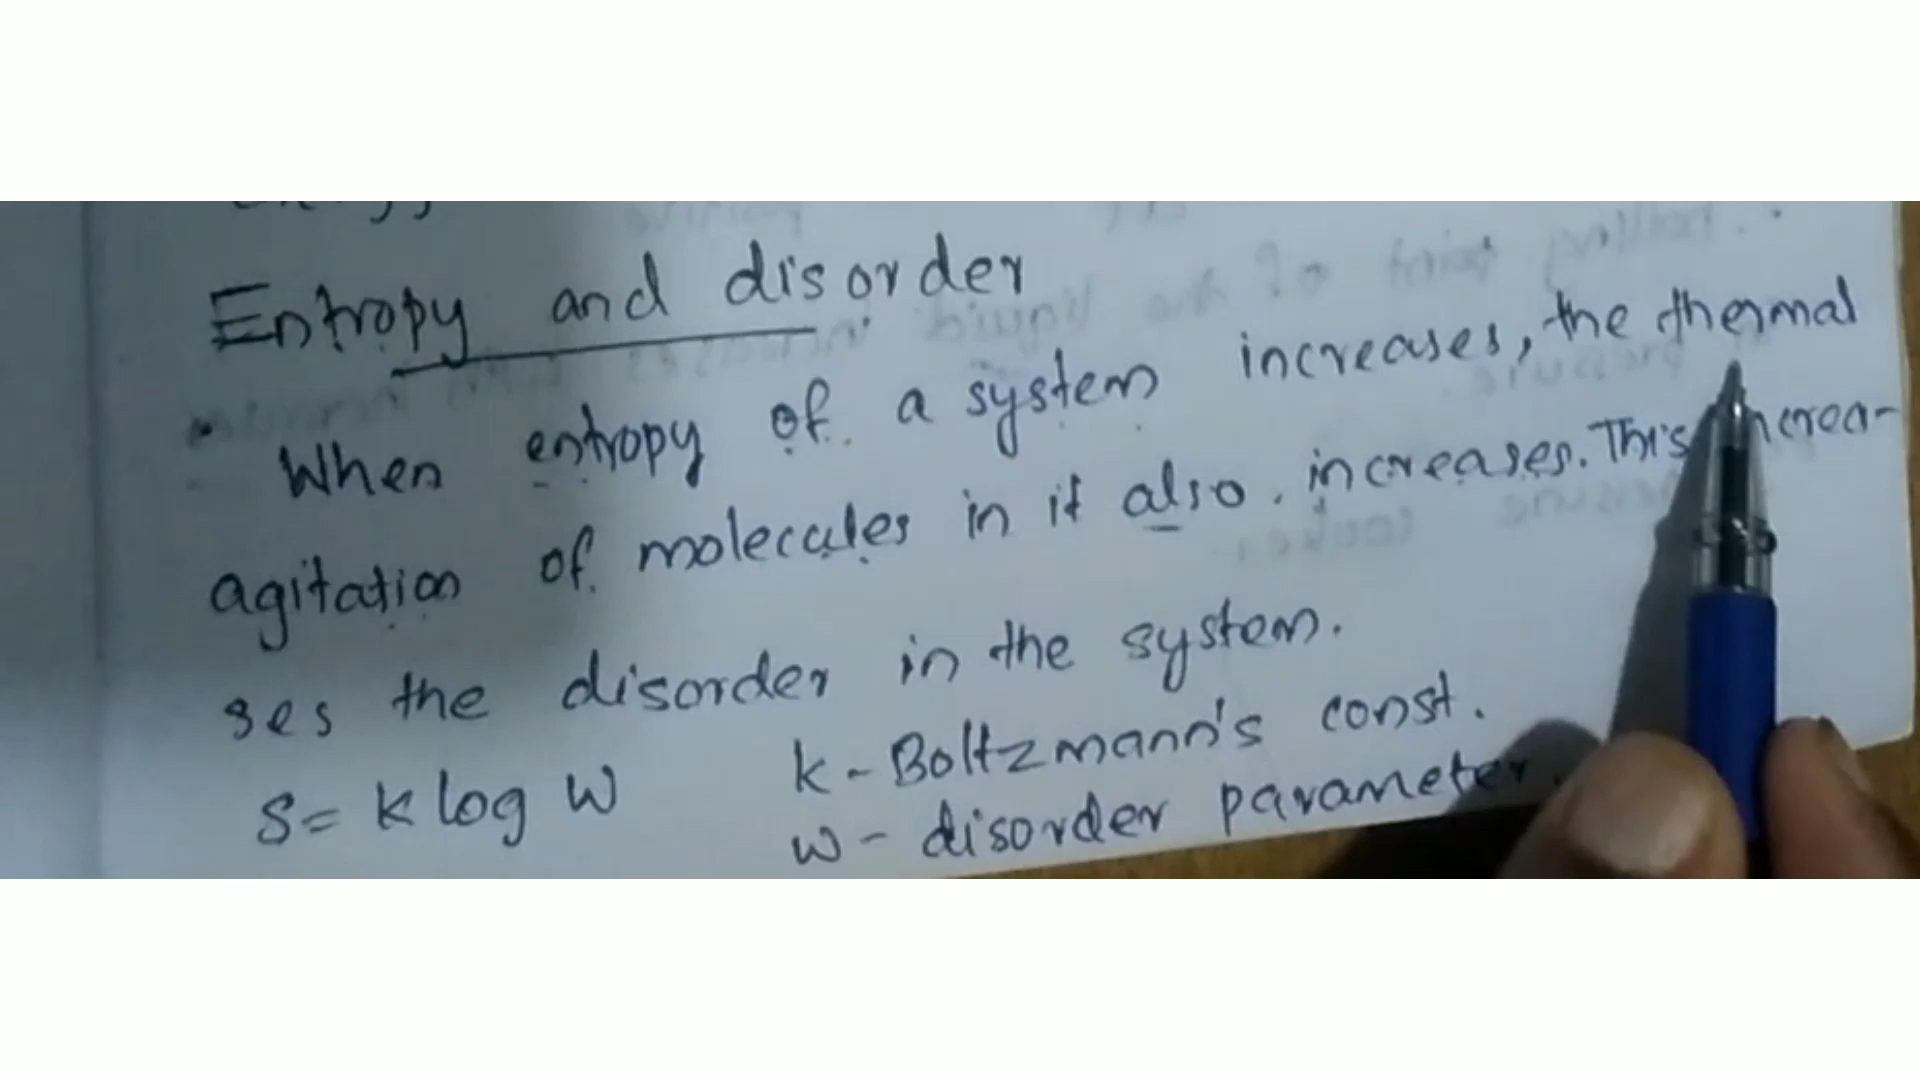 Entropy and disorder
When entropy of a system increases, the thermal
agitation of molecules in it also increases. This increa-
ses the disorder in the system.
S = k log W k - Boltzmann's const.
W - disorder parameter.